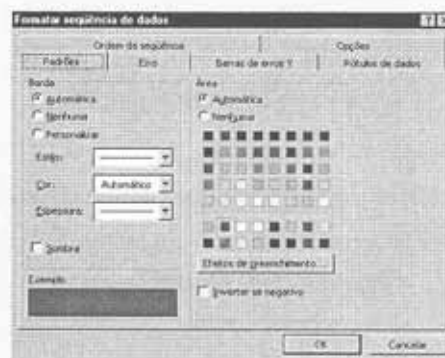 Formatar seqüência de dados
Ordem da seqüência Opções
Padrões Eixo Barras de erros Y Rótulos de dados
Borda
Automática
Nenhuma
Personalizar
Estilo:
Cor: Automático
Espessura:
Sombra
Exemplo
Área
Automática
Nenhuma
Efeitos de preenchimento...
Inverter se negativo
OK Cancelar